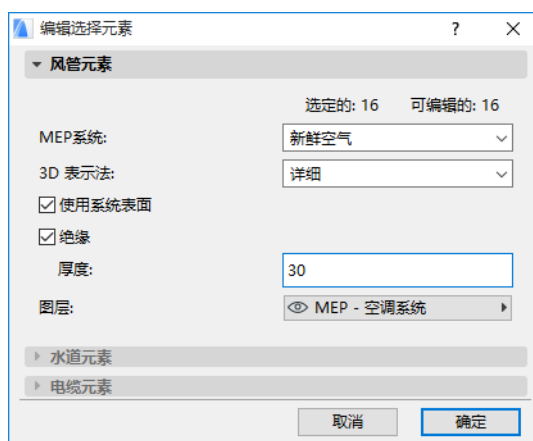 编辑选择元素 ?
风管元素
选定的: 16 可编辑的: 16
MEP系统: 新鲜空气
3D 表示法: 详细
使用系统表面
绝缘
厚度: 30
图层: MEP - 空调系统
水道元素
电缆元素
取消 确定